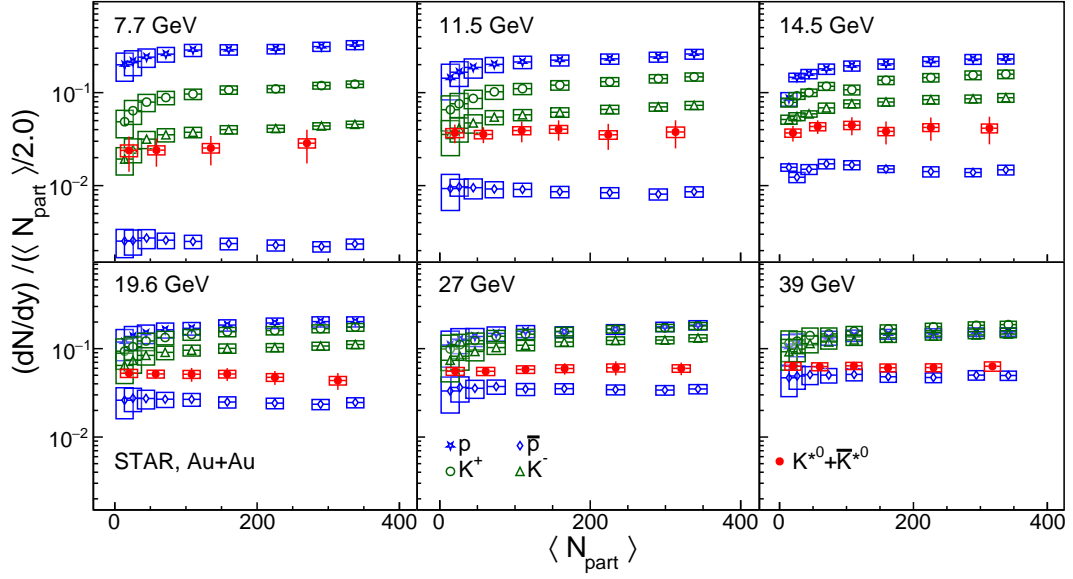 (dN/dy) / (⟨ N_part ⟩/2.0)
7.7 GeV
11.5 GeV
14.5 GeV
10^-1
10^-2
19.6 GeV
27 GeV
39 GeV
10^-1
10^-2
p
p̅
K^+
K^-
STAR, Au+Au
K^*0+K̅^*0
0 200 400 0 200 400 0 200 400
⟨ N_part ⟩